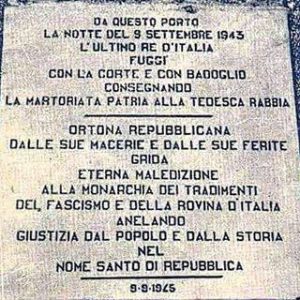 DA QUESTO PORTO
LA NOTTE DEL 9 SETTEMBRE 1943
L'ULTIMO RE D'ITALIA
FUGGÌ
CON LA CORTE E CON BADOGLIO
CONSEGNANDO
LA MARTORIATA PATRIA ALLA TEDESCA RABBIA
ORTONA REPUBBLICANA
DALLE SUE MACERIE E DALLE SUE FERITE
GRIDA
ETERNA MALEDIZIONE
ALLA MONARCHIA DEI TRADIMENTI
DEL FASCISMO E DELLA ROVINA D'ITALIA
ANELANDO
GIUSTIZIA DAL POPOLO E DALLA STORIA
NEL
NOME SANTO DI REPUBBLICA
9-9-1945